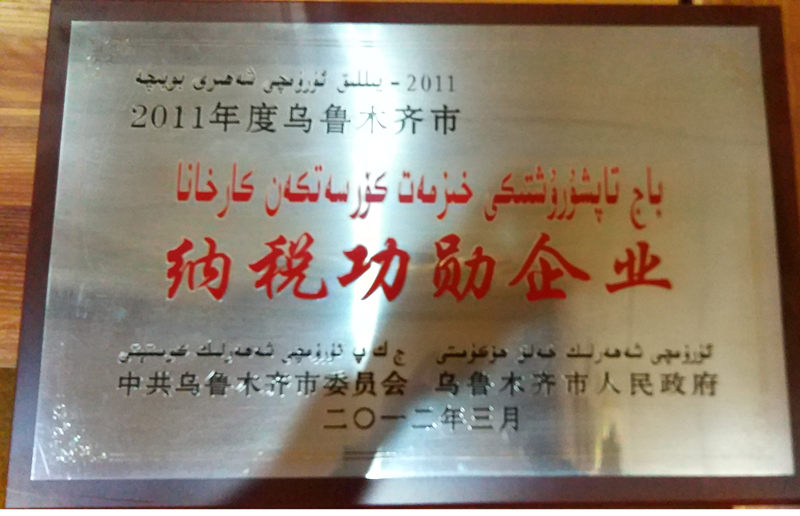 2011 - يىللىق ئۈرۈمچى شەھىرى بويىچە
2011年度乌鲁木齐市
باج تاپشۇرۇشتىكى خىزمەت كۆرسەتكەن كارخانا
纳税功勋企业
ج ك پ ئۈرۈمچى شەھەرلىك كومىتېتى ئۈرۈمچى شەھەرلىك خەلق ھۆكۈمىتى
中共乌鲁木齐市委员会 乌鲁木齐市人民政府
二〇一二年三月